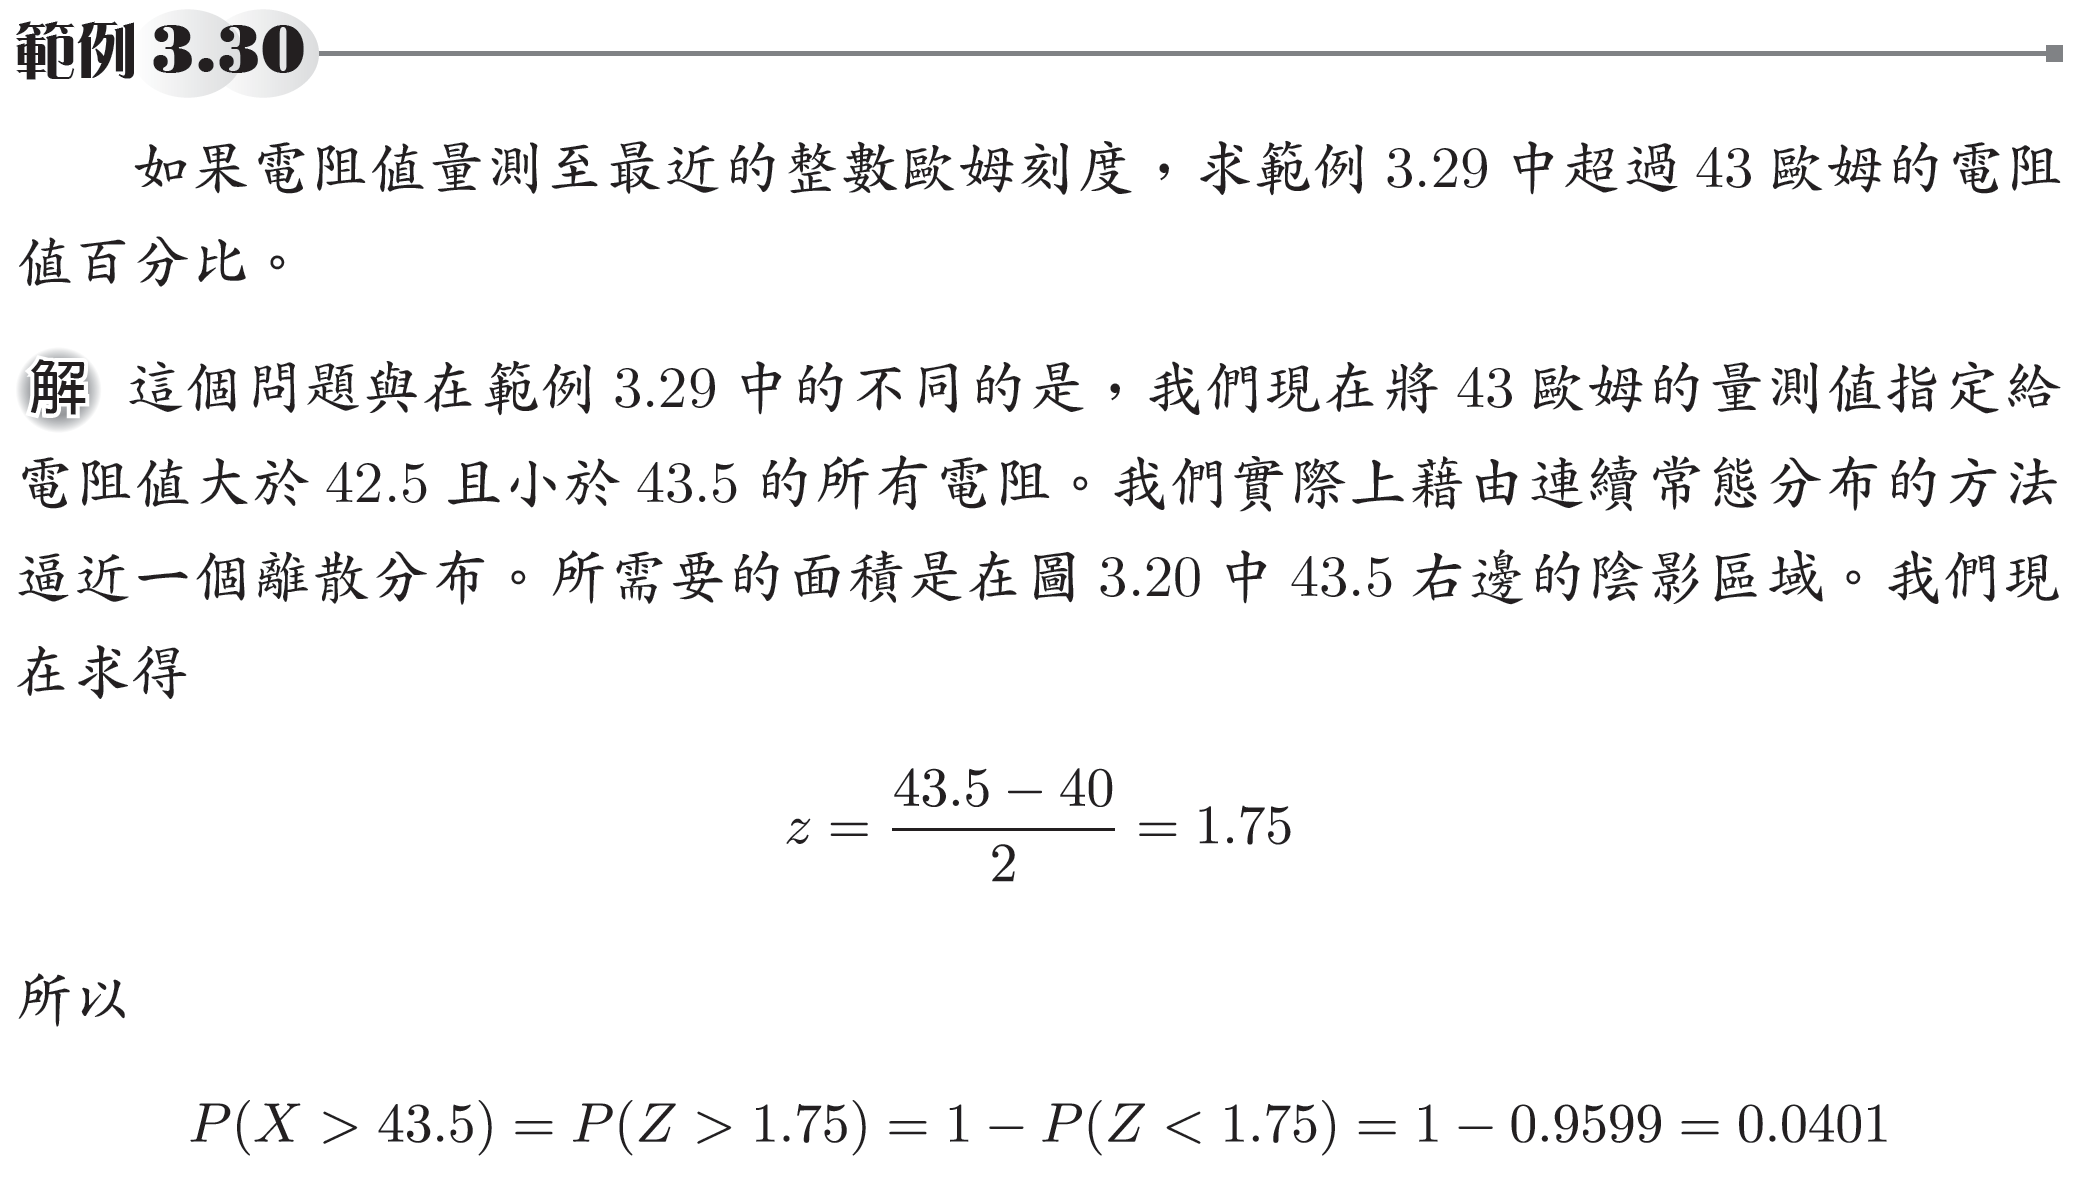 範例 3.30
如果電阻值量測至最近的整數歐姆刻度，求範例 3.29 中超過 43 歐姆的電阻
值百分比。
解 這個問題與在範例 3.29 中的不同的是，我們現在將 43 歐姆的量測值指定給
電阻值大於 42.5 且小於 43.5 的所有電阻。我們實際上藉由連續常態分布的方法
逼近一個離散分布。所需要的面積是在圖 3.20 中 43.5 右邊的陰影區域。我們現
在求得
z = \frac{43.5 − 40}{2} = 1.75
所以
P(X > 43.5) = P(Z > 1.75) = 1 − P(Z < 1.75) = 1 − 0.9599 = 0.0401